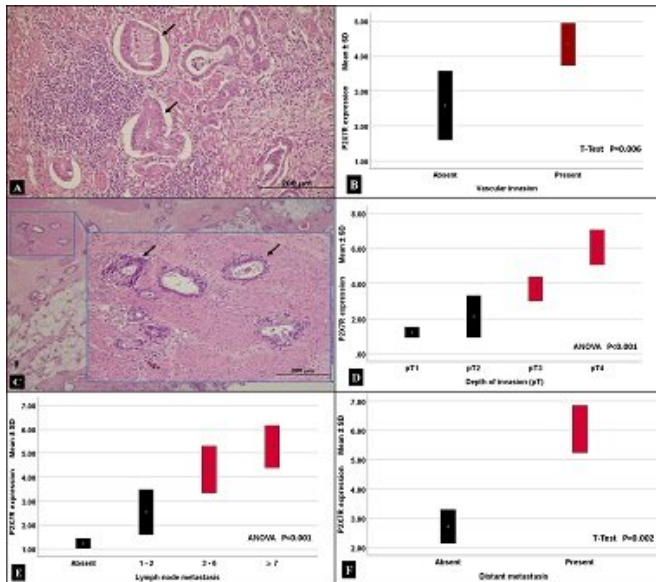 A
200 µm
5.00
4.00
3.00
2.00
1.00
P2X7R expression Mean ± SD
T-Test P=0.006
Absent Present
Vascular invasion
B
C
200 µm
8.00
6.00
4.00
2.00
.00
P2X7R expression Mean ± SD
ANOVA P<0.001
pT1 pT2 pT3 pT4
Depth of invasion (pT)
D
7.00
6.00
5.00
4.00
3.00
2.00
1.00
P2X7R expression Mean ± SD
ANOVA P<0.001
Absent 1 - 2 3 - 6 ≥ 7
Lymph node metastasis
E
7.00
6.00
5.00
4.00
3.00
2.00
P2X7R expression Mean ± SD
T-Test P=0.002
Absent Present
Distant metastasis
F